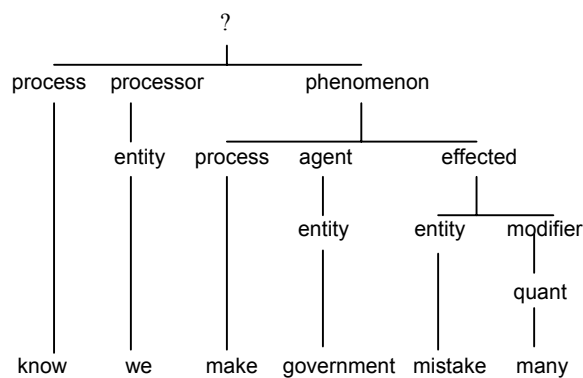 ?
process processor phenomenon
entity process agent effected
entity entity modifier
quant
know we make government mistake many